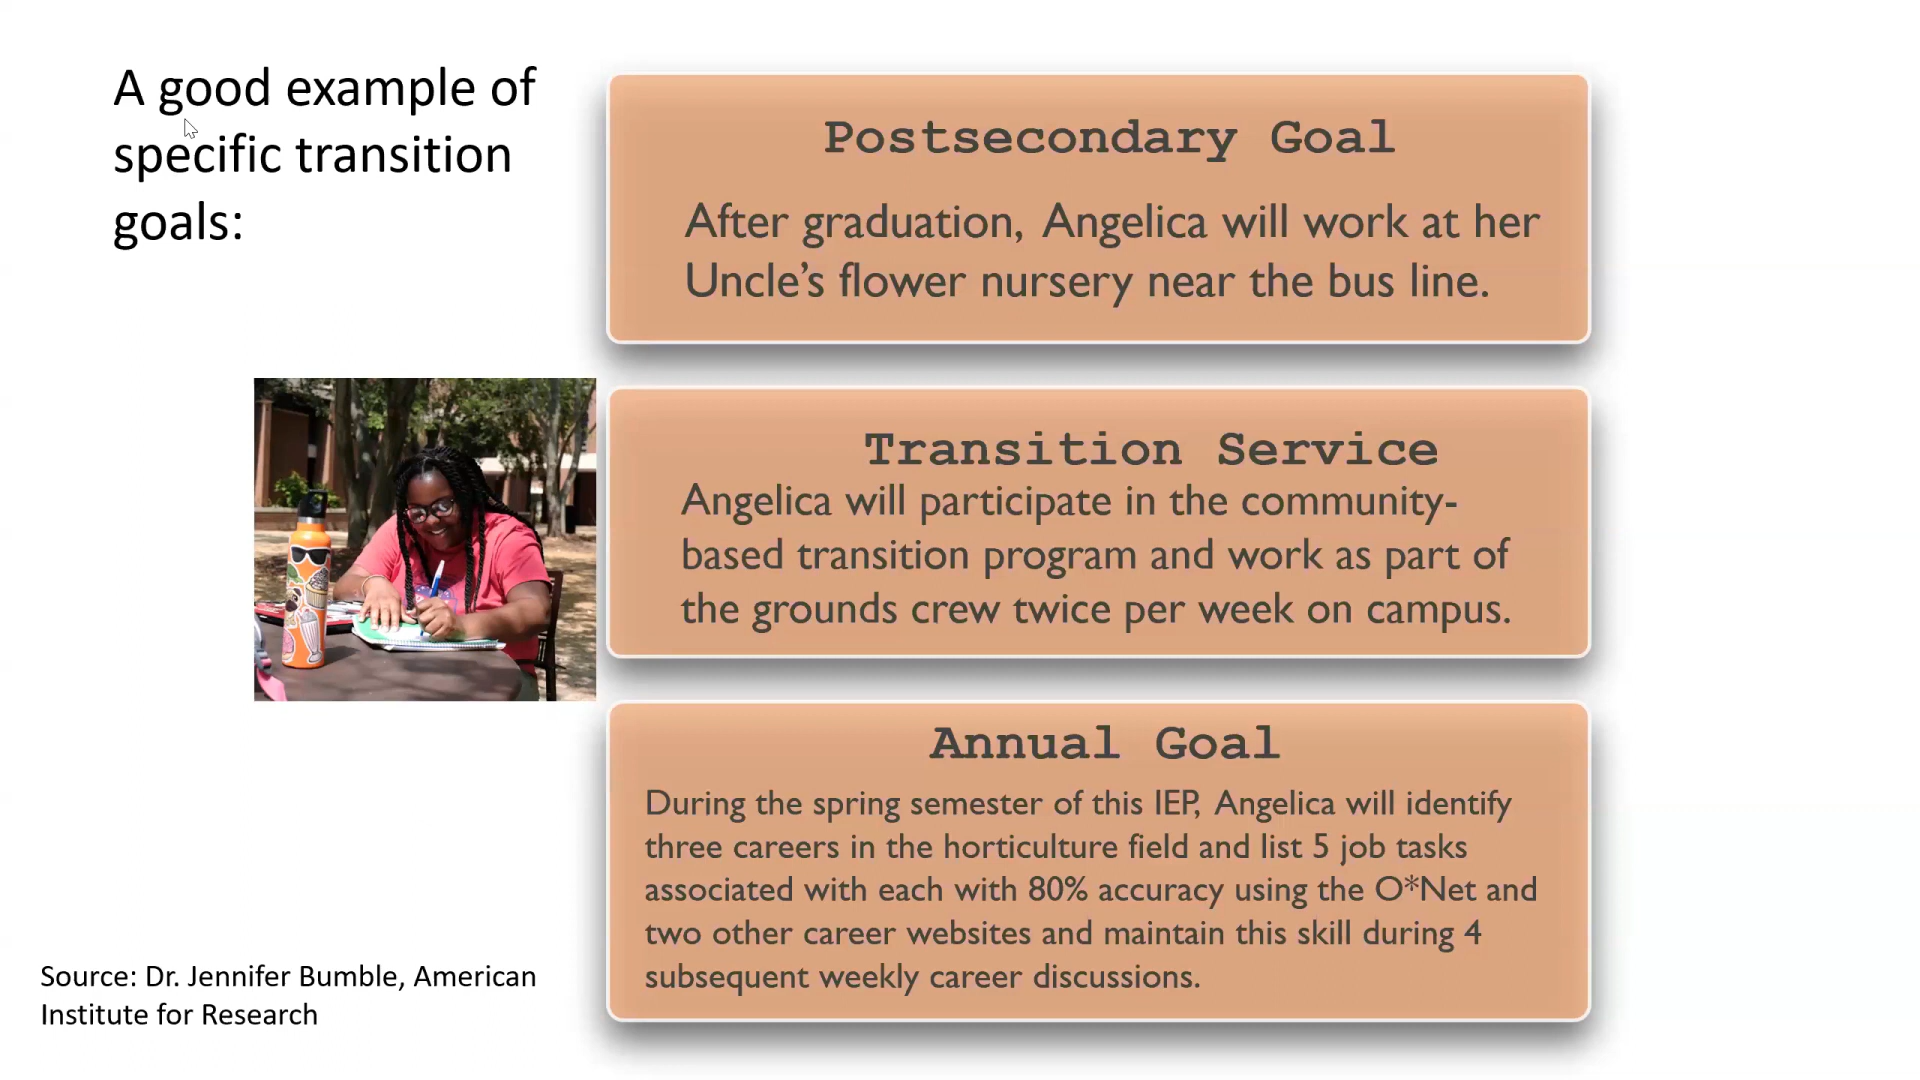 A good example of
specific transition
goals:
Postsecondary Goal
After graduation, Angelica will work at her
Uncle’s flower nursery near the bus line.
Transition Service
Angelica will participate in the community-
based transition program and work as part of
the grounds crew twice per week on campus.
Annual Goal
During the spring semester of this IEP, Angelica will identify
three careers in the horticulture field and list 5 job tasks
associated with each with 80% accuracy using the O*Net and
two other career websites and maintain this skill during 4
subsequent weekly career discussions.
Source: Dr. Jennifer Bumble, American
Institute for Research